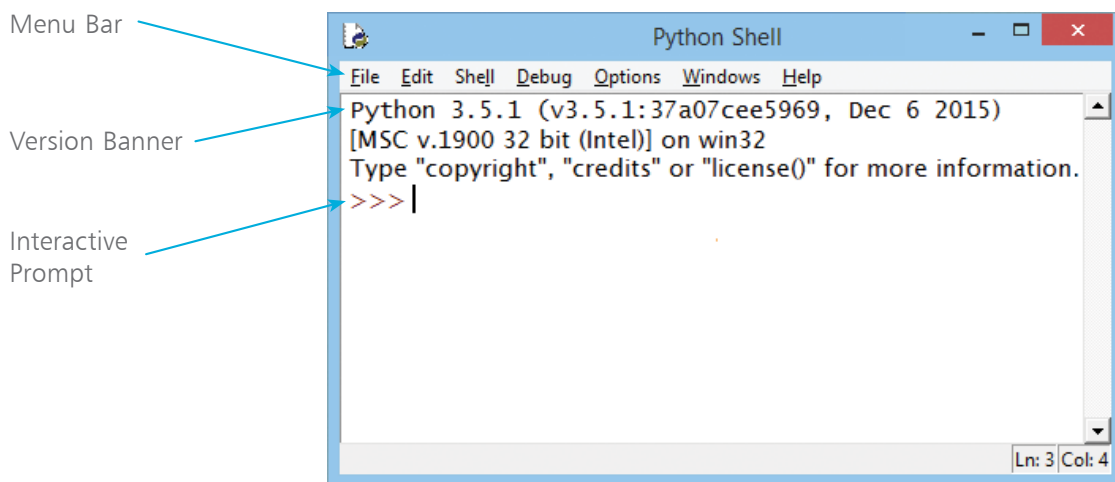 Menu Bar
Python Shell
File Edit Shell Debug Options Windows Help
Version Banner
Python 3.5.1 (v3.5.1:37a07cee5969, Dec 6 2015)
[MSC v.1900 32 bit (Intel)] on win32
Type "copyright", "credits" or "license()" for more information.
>>>
Interactive
Prompt
Ln: 3 Col: 4